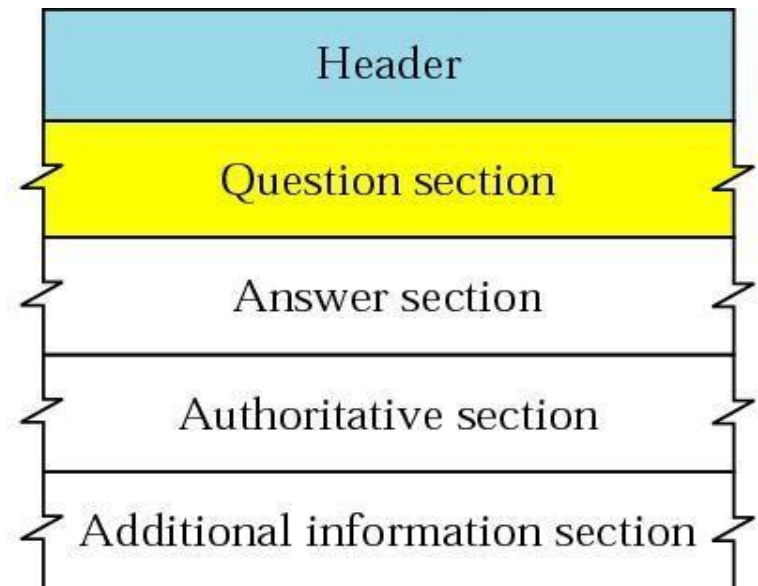 Header
Question section
Answer section
Authoritative section
Additional information section